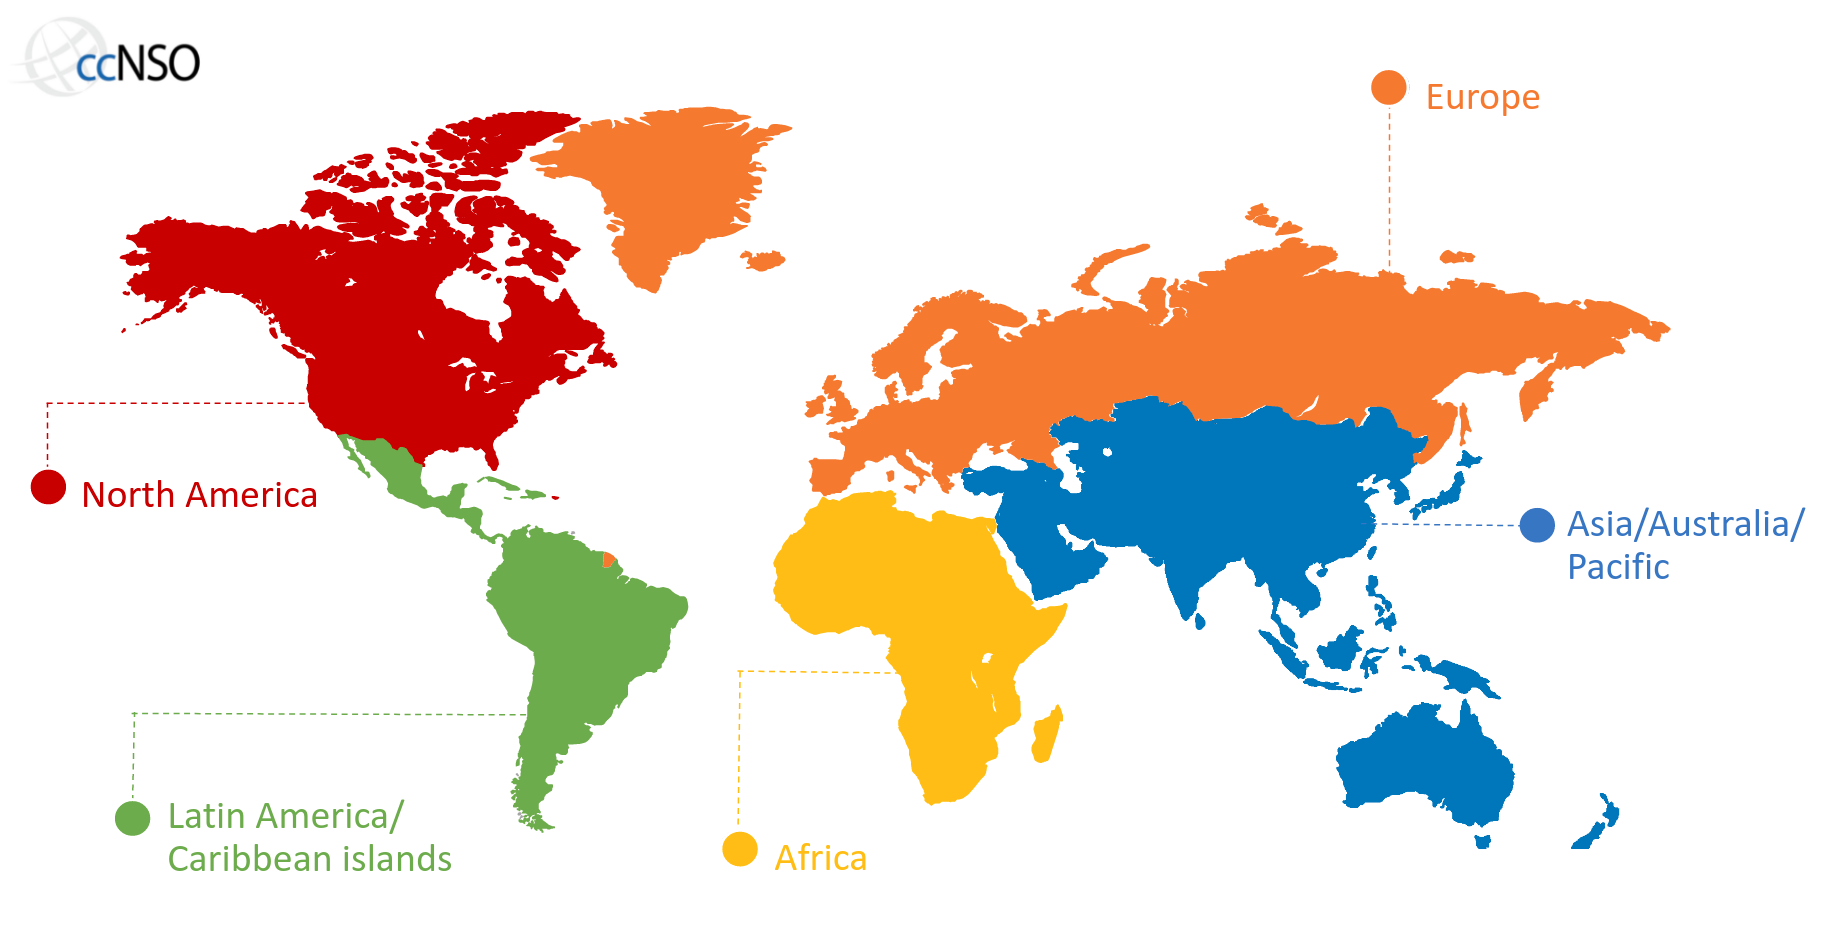 ccNSO
Europe
North America
Asia/Australia/
Pacific
Latin America/
Caribbean islands
Africa